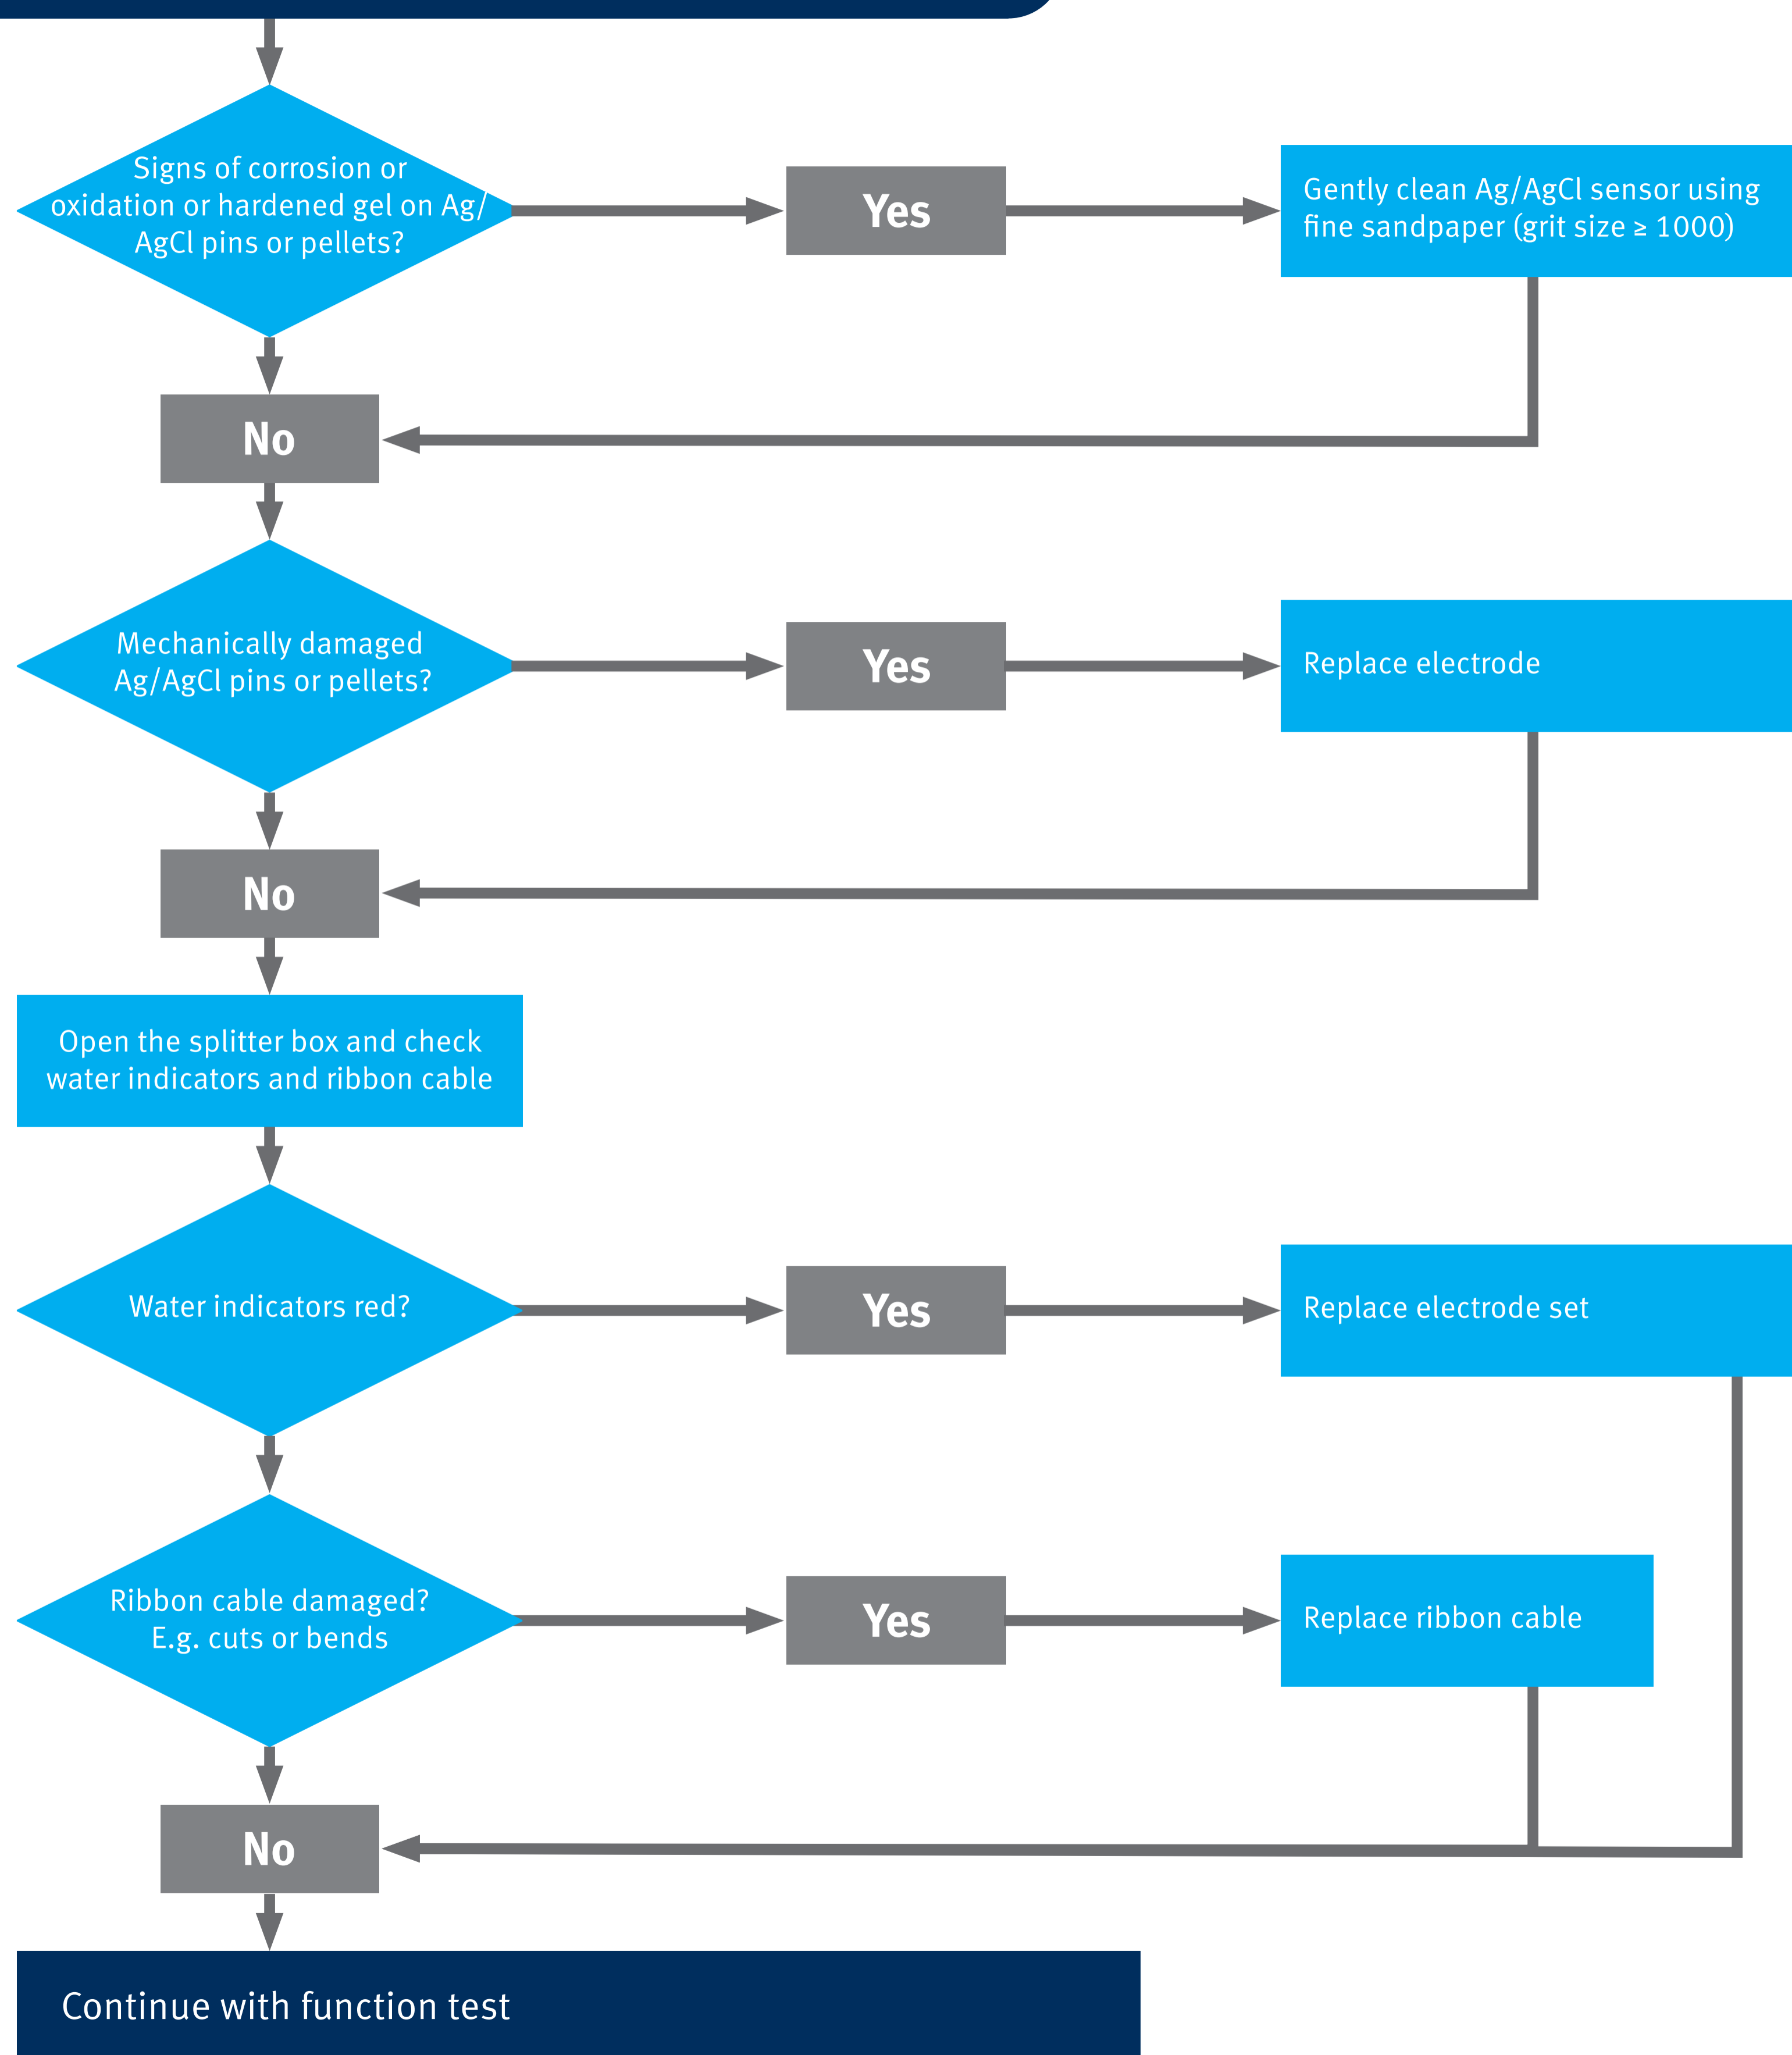 Signs of corrosion or
oxidation or hardened gel on Ag/
AgCl pins or pellets?
Yes
Gently clean Ag/AgCl sensor using
fine sandpaper (grit size ≥ 1000)
No
Mechanically damaged
Ag/AgCl pins or pellets?
Yes
Replace electrode
No
Open the splitter box and check
water indicators and ribbon cable
Water indicators red?
Yes
Replace electrode set
Ribbon cable damaged?
E.g. cuts or bends
Yes
Replace ribbon cable
No
Continue with function test